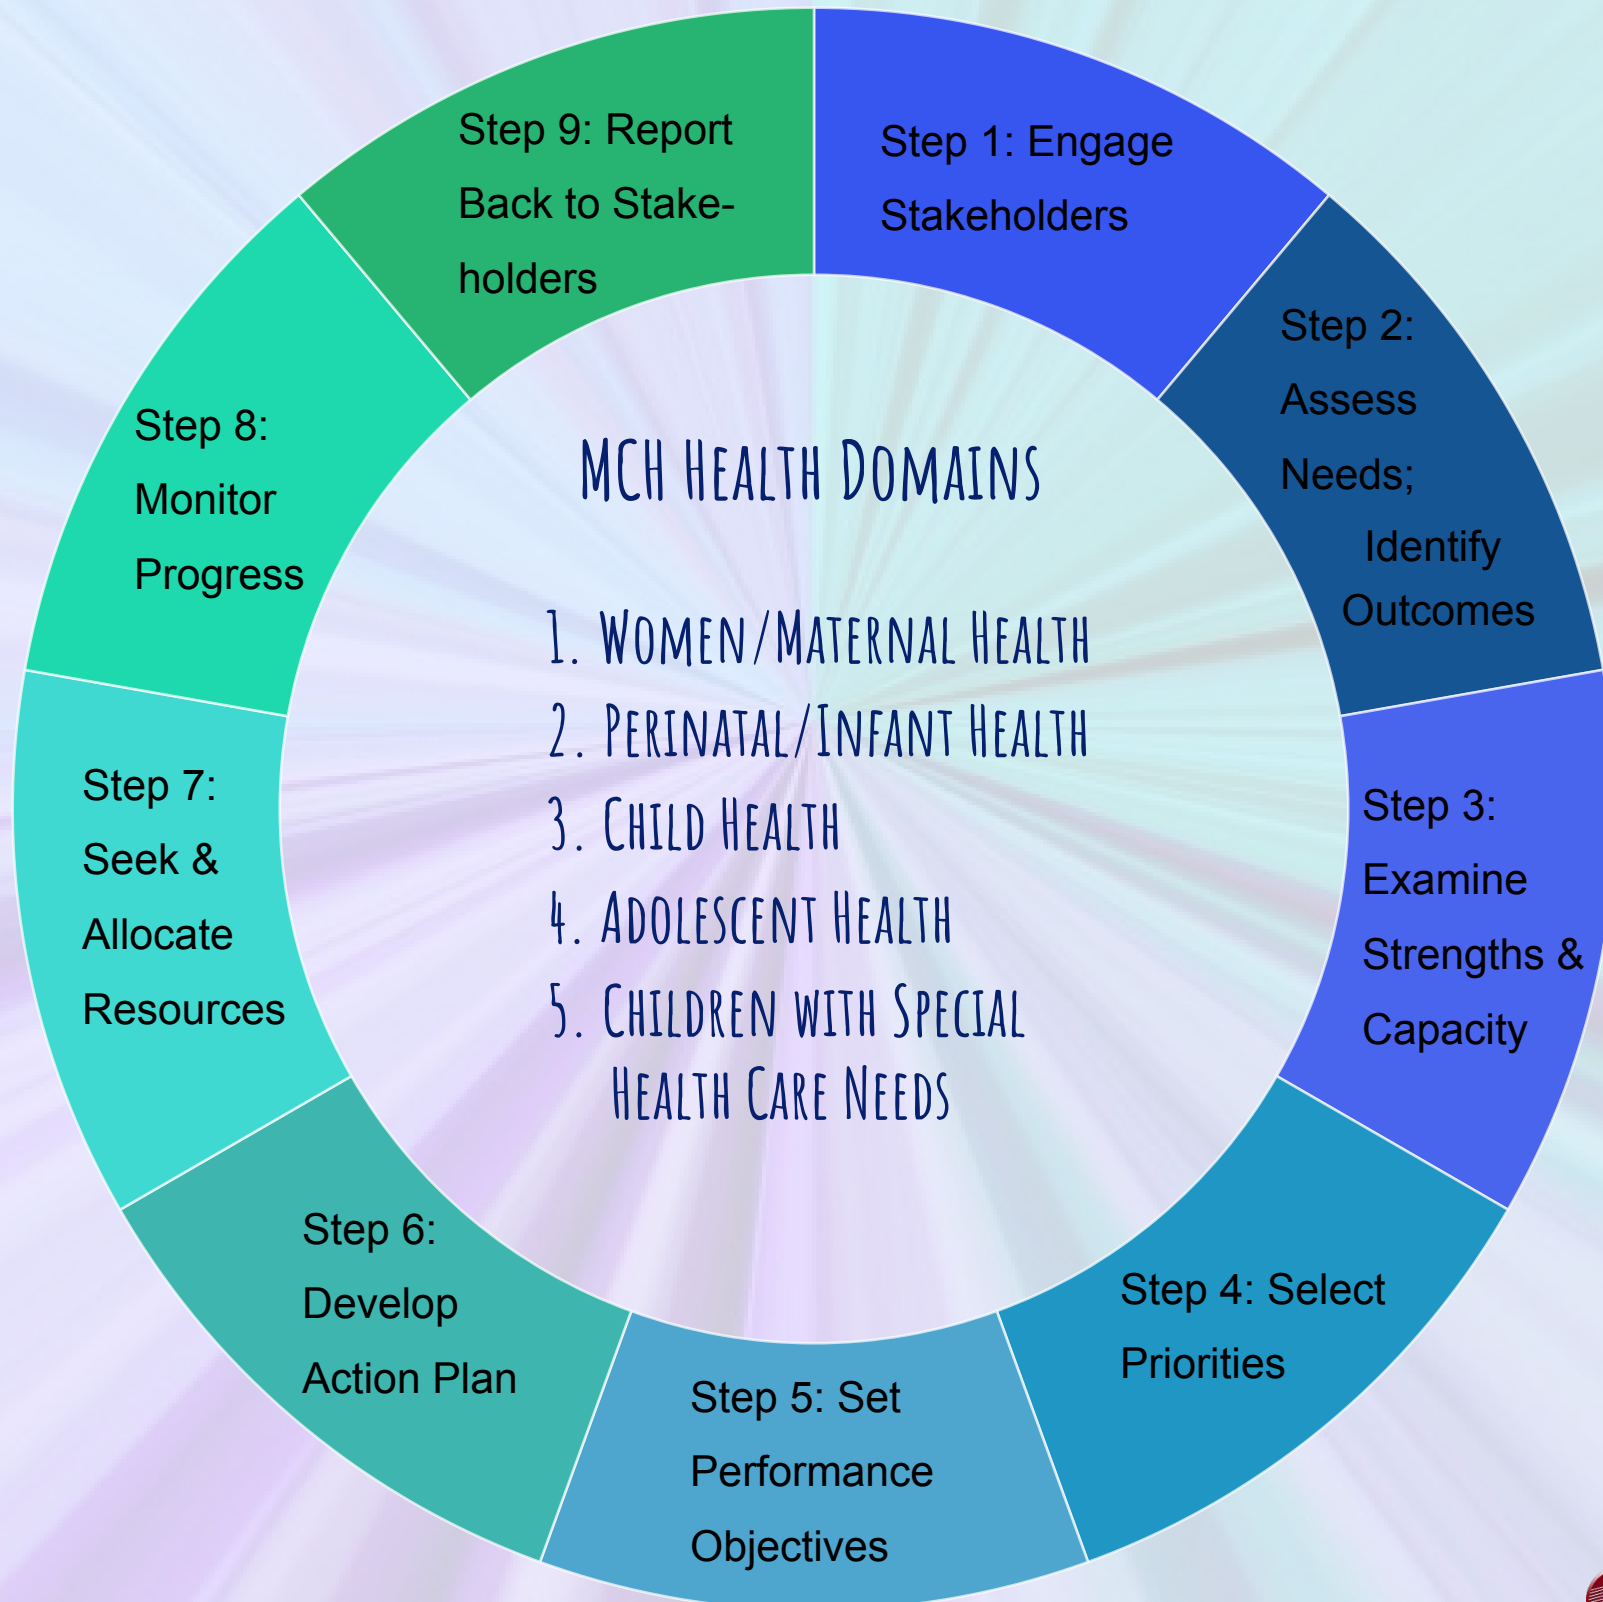 Step 1: Engage
Stakeholders
Step 2:
Assess
Needs;
Identify
Outcomes
Step 3:
Examine
Strengths &
Capacity
Step 4: Select
Priorities
Step 5: Set
Performance
Objectives
Step 6:
Develop
Action Plan
Step 7:
Seek &
Allocate
Resources
Step 8:
Monitor
Progress
Step 9: Report
Back to Stake-
holders
MCH Health Domains
1. Women/Maternal Health
2. Perinatal/Infant Health
3. Child Health
4. Adolescent Health
5. Children with Special
Health Care Needs